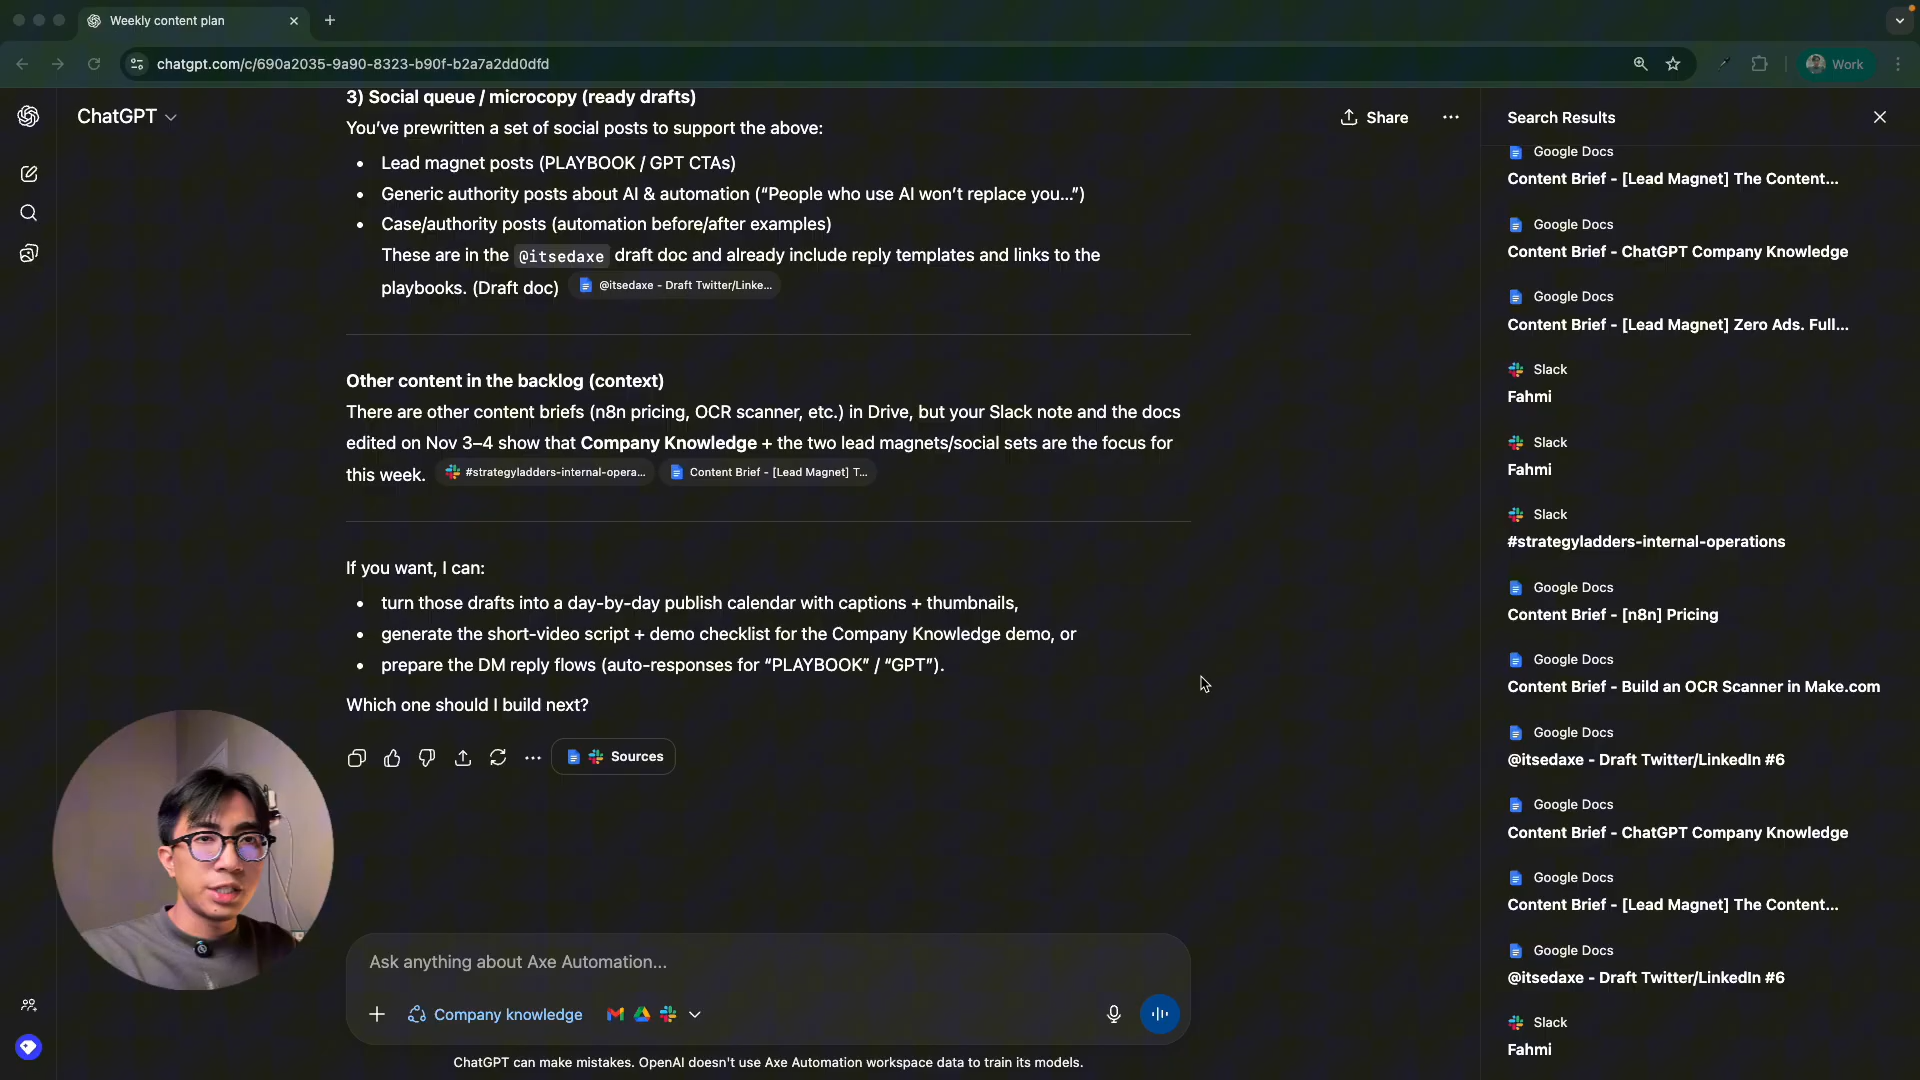 Weekly content plan
chatgpt.com/c/690a2035-9a90-8323-b90f-b2a7a2dd0dfd
Work
ChatGPT
Share
3) Social queue / microcopy (ready drafts)
You’ve prewritten a set of social posts to support the above:
Lead magnet posts (PLAYBOOK / GPT CTAs)
Generic authority posts about AI & automation (“People who use AI won’t replace you...”)
Case/authority posts (automation before/after examples)
These are in the @itsedaxe draft doc and already include reply templates and links to the
playbooks. (Draft doc) @itsedaxe - Draft Twitter/Linke...
Other content in the backlog (context)
There are other content briefs (n8n pricing, OCR scanner, etc.) in Drive, but your Slack note and the docs
edited on Nov 3–4 show that Company Knowledge + the two lead magnets/social sets are the focus for
this week. #strategyladders-internal-opera... Content Brief - [Lead Magnet] T...
If you want, I can:
turn those drafts into a day-by-day publish calendar with captions + thumbnails,
generate the short-video script + demo checklist for the Company Knowledge demo, or
prepare the DM reply flows (auto-responses for “PLAYBOOK” / “GPT”).
Which one should I build next?
Sources
Ask anything about Axe Automation...
Company knowledge
ChatGPT can make mistakes. OpenAI doesn't use Axe Automation workspace data to train its models.
Search Results
Google Docs
Content Brief - [Lead Magnet] The Content...
Google Docs
Content Brief - ChatGPT Company Knowledge
Google Docs
Content Brief - [Lead Magnet] Zero Ads. Full...
Slack
Fahmi
Slack
Fahmi
Slack
#strategyladders-internal-operations
Google Docs
Content Brief - [n8n] Pricing
Google Docs
Content Brief - Build an OCR Scanner in Make.com
Google Docs
@itsedaxe - Draft Twitter/LinkedIn #6
Google Docs
Content Brief - ChatGPT Company Knowledge
Google Docs
Content Brief - [Lead Magnet] The Content...
Google Docs
@itsedaxe - Draft Twitter/LinkedIn #6
Slack
Fahmi